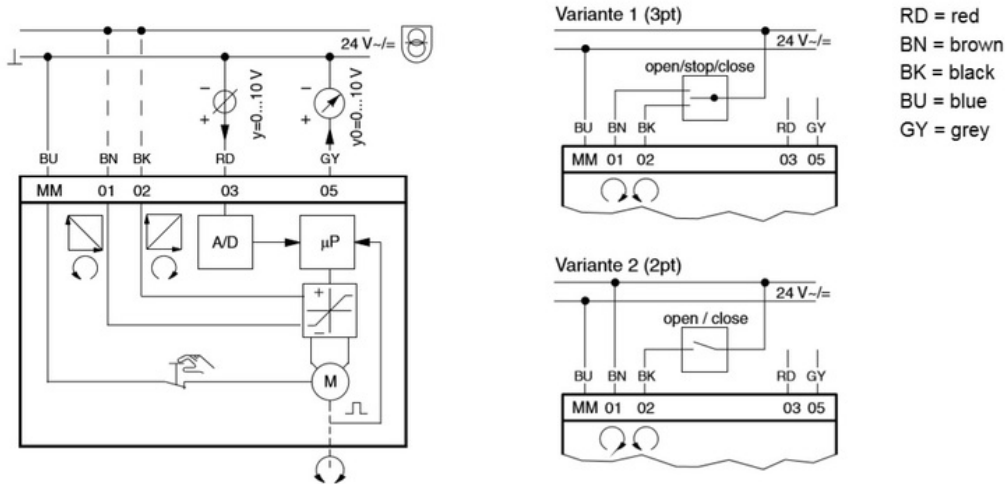 24 V~/=
⊥
− −
+ +
y=0...10 V
y0=0...10 V
BU BN BK RD GY
MM 01 02 03 05
A/D µP
+
−
M
Variante 1 (3pt)
24 V~/=
open/stop/close
BU BN BK RD GY
MM 01 02 03 05
Variante 2 (2pt)
24 V~/=
open / close
BU BN BK RD GY
MM 01 02 03 05
RD = red
BN = brown
BK = black
BU = blue
GY = grey